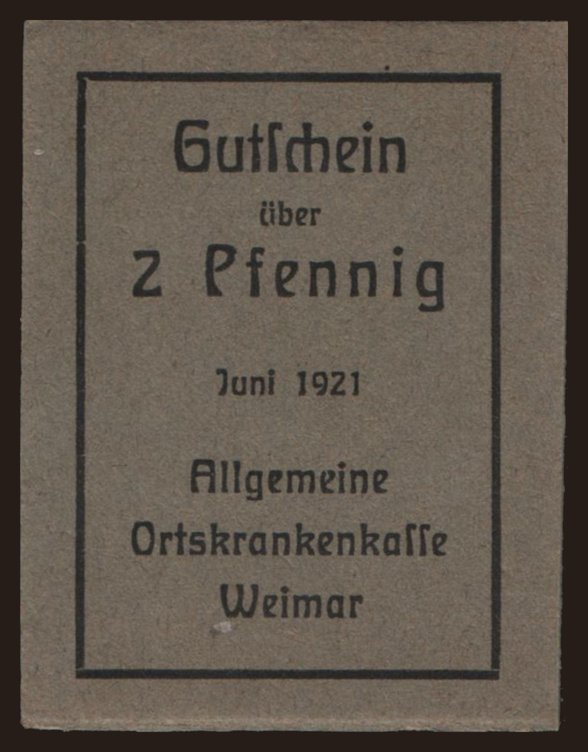 Gutſchein
über
2 Pfennig
Juni 1921
Allgemeine
Ortskrankenkaſſe
Weimar